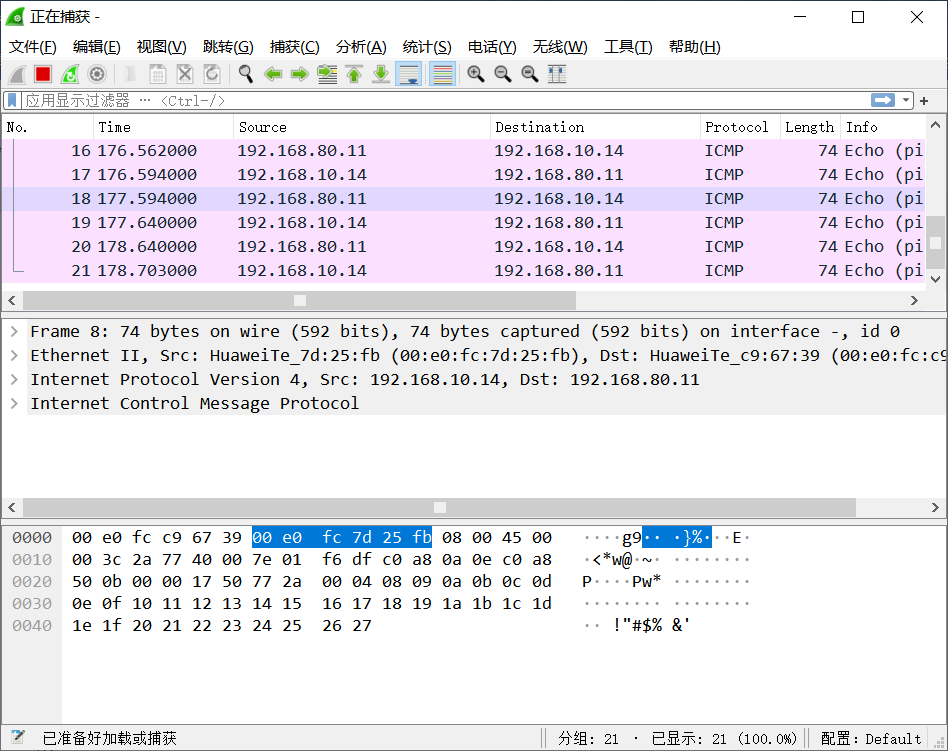 正在捕获 -
文件(F) 编辑(E) 视图(V) 跳转(G) 捕获(C) 分析(A) 统计(S) 电话(Y) 无线(W) 工具(T) 帮助(H)
应用显示过滤器 ··· <Ctrl-/>
No. Time Source Destination Protocol Length Info
16 176.562000 192.168.80.11 192.168.10.14 ICMP 74 Echo (pi
17 176.594000 192.168.10.14 192.168.80.11 ICMP 74 Echo (pi
18 177.594000 192.168.80.11 192.168.10.14 ICMP 74 Echo (pi
19 177.640000 192.168.10.14 192.168.80.11 ICMP 74 Echo (pi
20 178.640000 192.168.80.11 192.168.10.14 ICMP 74 Echo (pi
21 178.703000 192.168.10.14 192.168.80.11 ICMP 74 Echo (pi
Frame 8: 74 bytes on wire (592 bits), 74 bytes captured (592 bits) on interface -, id 0
Ethernet II, Src: HuaweiTe_7d:25:fb (00:e0:fc:7d:25:fb), Dst: HuaweiTe_c9:67:39 (00:e0:fc:c9
Internet Protocol Version 4, Src: 192.168.10.14, Dst: 192.168.80.11
Internet Control Message Protocol
0000 00 e0 fc c9 67 39 00 e0 fc 7d 25 fb 08 00 45 00 ····g9·· ·}%···E·
0010 00 3c 2a 77 40 00 7e 01 f6 df c0 a8 0a 0e c0 a8 ·<*w@·~· ········
0020 50 0b 00 00 17 50 77 2a 00 04 08 09 0a 0b 0c 0d P····Pw* ········
0030 0e 0f 10 11 12 13 14 15 16 17 18 19 1a 1b 1c 1d ········ ········
0040 1e 1f 20 21 22 23 24 25 26 27 ·· !"#$% &'
已准备好加载或捕获 分组: 21 · 已显示: 21 (100.0%) 配置: Default